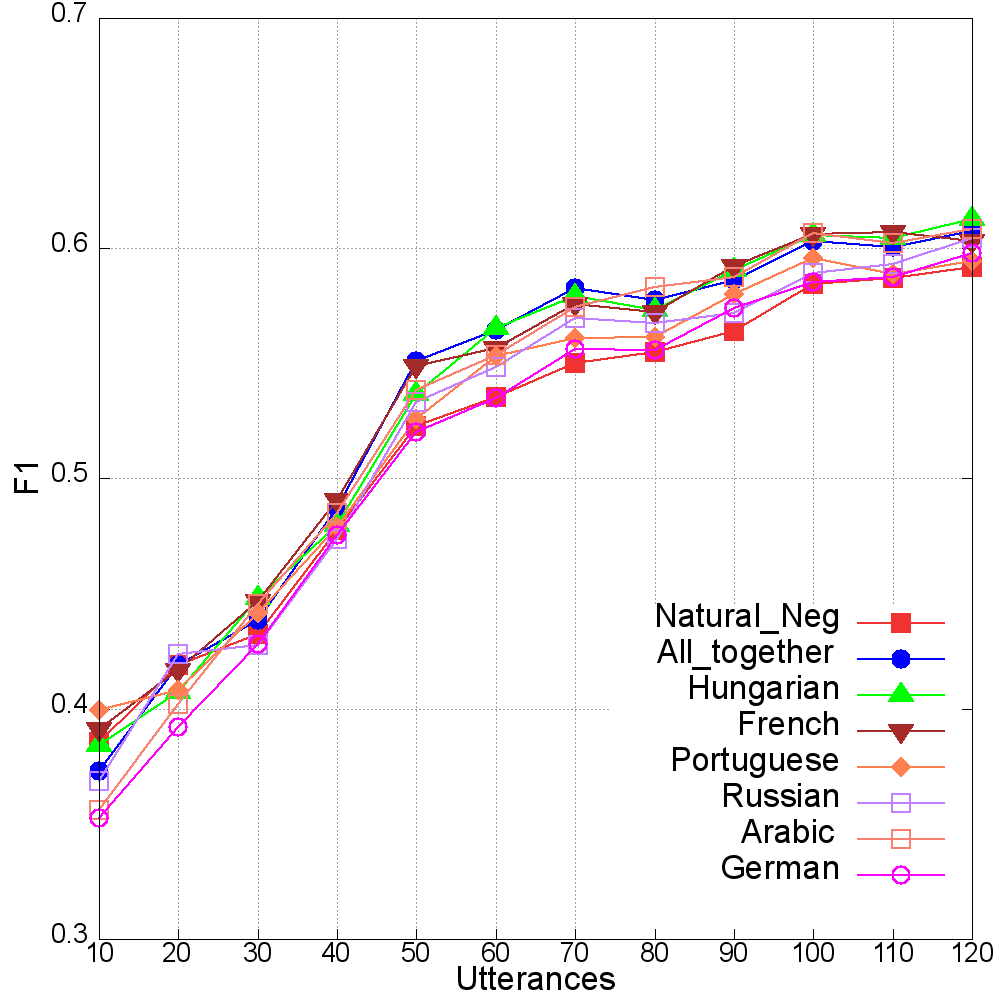 0.7
0.6
0.5
0.4
0.3
F1
Natural_Neg
All_together
Hungarian
French
Portuguese
Russian
Arabic
German
10 20 30 40 50 60 70 80 90 100 110 120
Utterances